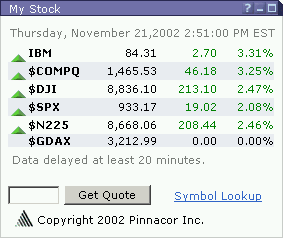 My Stock
Thursday, November 21,2002 2:51:00 PM EST
IBM 84.31 2.70 3.31%
$COMPQ 1,465.53 46.18 3.25%
$DJI 8,836.10 213.10 2.47%
$SPX 933.17 19.02 2.08%
$N225 8,668.06 208.44 2.46%
$GDAX 3,212.99 0.00 0.00%
Data delayed at least 20 minutes.
Get Quote Symbol Lookup
Copyright 2002 Pinnacor Inc.